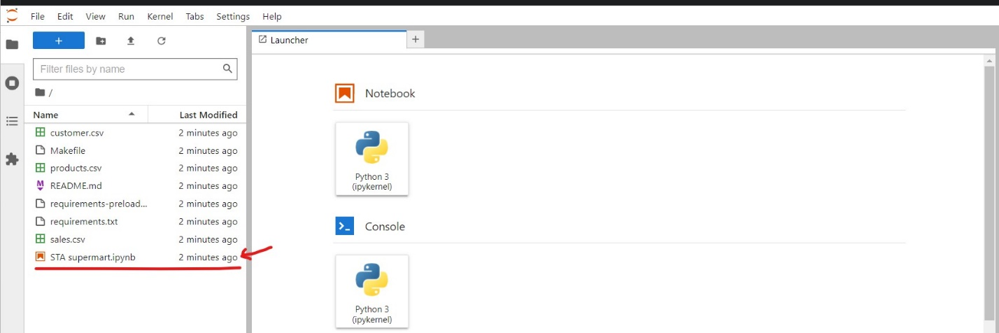 File Edit View Run Kernel Tabs Settings Help
+
Launcher
+
Filter files by name
/
Name Last Modified
customer.csv 2 minutes ago
Makefile 2 minutes ago
products.csv 2 minutes ago
README.md 2 minutes ago
requirements-preload... 2 minutes ago
requirements.txt 2 minutes ago
sales.csv 2 minutes ago
STA supermart.ipynb 2 minutes ago
Notebook
Python 3
(ipykernel)
Console
Python 3
(ipykernel)